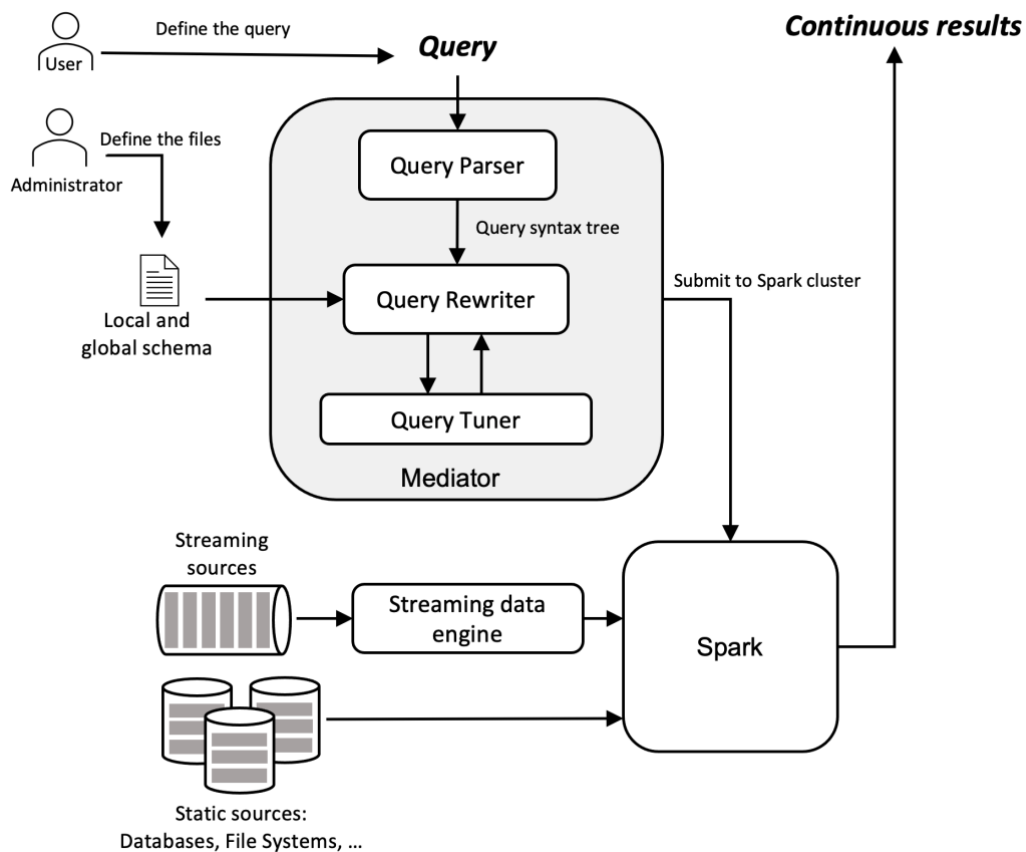 Define the query
User
Query
Continuous results
Define the files
Administrator
Query Parser
Query syntax tree
Local and
global schema
Query Rewriter
Submit to Spark cluster
Query Tuner
Mediator
Streaming
sources
Streaming data
engine
Spark
Static sources:
Databases, File Systems, ...